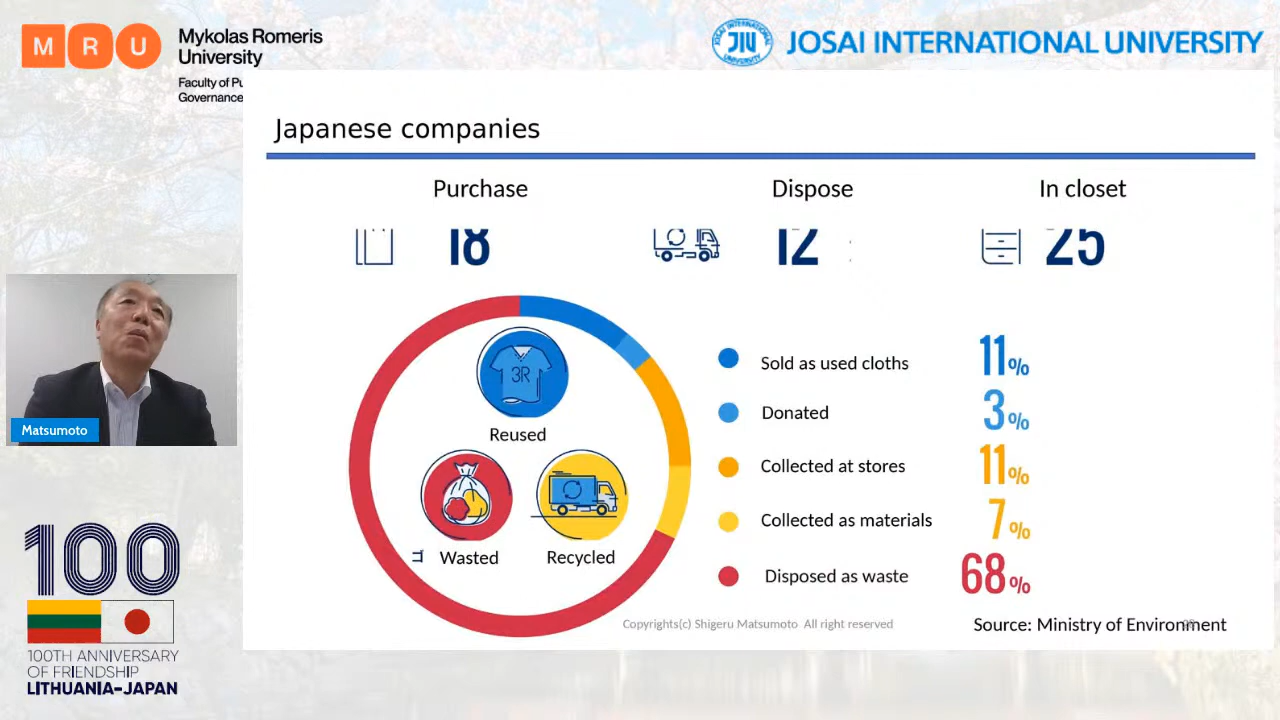 MRU
Mykolas Romeris
University
Faculty of Pu
Governance
JIU
JOSAI INTERNATIONAL UNIVERSITY
Japanese companies
Purchase
Dispose
In closet
18
12
25
3R
Reused
Wasted
Recycled
Sold as used cloths
11%
Donated
3%
Collected at stores
11%
Collected as materials
7%
Disposed as waste
68%
Copyrights(c) Shigeru Matsumoto All right reserved
Source: Ministry of Environment
Matsumoto
100
100TH ANNIVERSARY
OF FRIENDSHIP
LITHUANIA–JAPAN